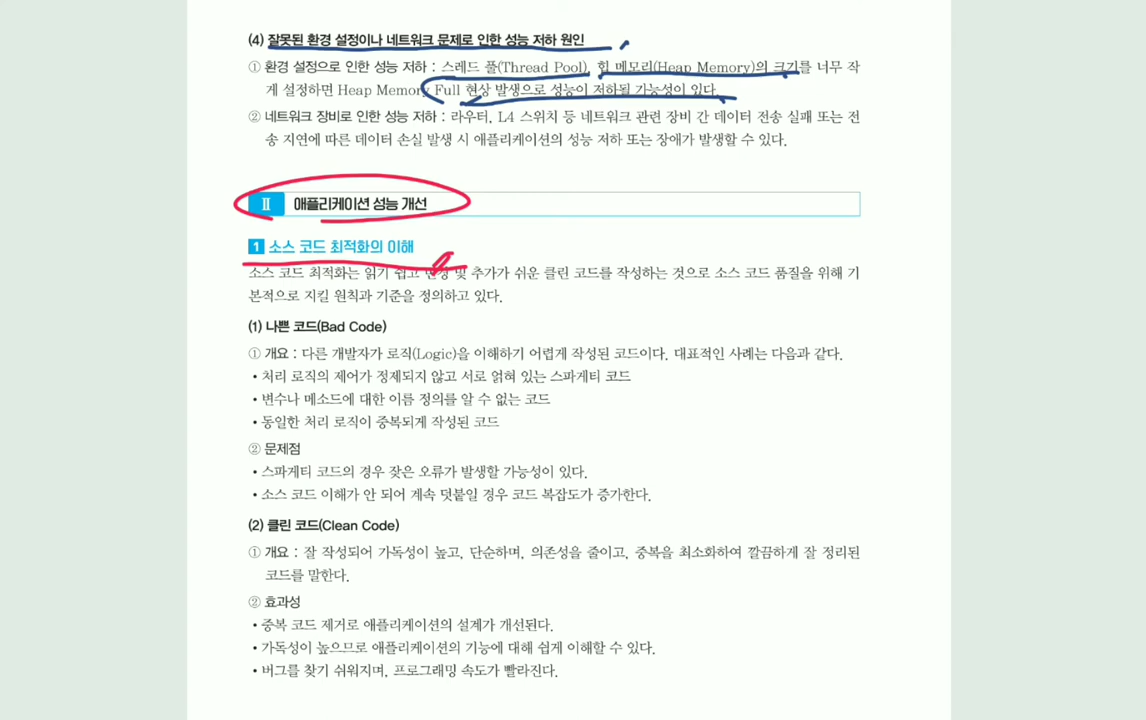 (4) 잘못된 환경 설정이나 네트워크 문제로 인한 성능 저하 원인
① 환경 설정으로 인한 성능 저하 : 스레드 풀(Thread Pool), 힙 메모리(Heap Memory)의 크기를 너무 작
게 설정하면 Heap Memory Full 현상 발생으로 성능이 저하될 가능성이 있다.
② 네트워크 장비로 인한 성능 저하 : 라우터, L4 스위치 등 네트워크 관련 장비 간 데이터 전송 실패 또는 전
송 지연에 따른 데이터 손실 발생 시 애플리케이션의 성능 저하 또는 장애가 발생할 수 있다.
Ⅱ 애플리케이션 성능 개선
1 소스 코드 최적화의 이해
소스 코드 최적화는 읽기 쉽고 변경 및 추가가 쉬운 클린 코드를 작성하는 것으로 소스 코드 품질을 위해 기
본적으로 지킬 원칙과 기준을 정의하고 있다.
(1) 나쁜 코드(Bad Code)
① 개요 : 다른 개발자가 로직(Logic)을 이해하기 어렵게 작성된 코드이다. 대표적인 사례는 다음과 같다.
• 처리 로직의 제어가 정제되지 않고 서로 얽혀 있는 스파게티 코드
• 변수나 메소드에 대한 이름 정의를 알 수 없는 코드
• 동일한 처리 로직이 중복되게 작성된 코드
② 문제점
• 스파게티 코드의 경우 잦은 오류가 발생할 가능성이 있다.
• 소스 코드 이해가 안 되어 계속 덧붙일 경우 코드 복잡도가 증가한다.
(2) 클린 코드(Clean Code)
① 개요 : 잘 작성되어 가독성이 높고, 단순하며, 의존성을 줄이고, 중복을 최소화하여 깔끔하게 잘 정리된
코드를 말한다.
② 효과성
• 중복 코드 제거로 애플리케이션의 설계가 개선된다.
• 가독성이 높으므로 애플리케이션의 기능에 대해 쉽게 이해할 수 있다.
• 버그를 찾기 쉬워지며, 프로그래밍 속도가 빨라진다.